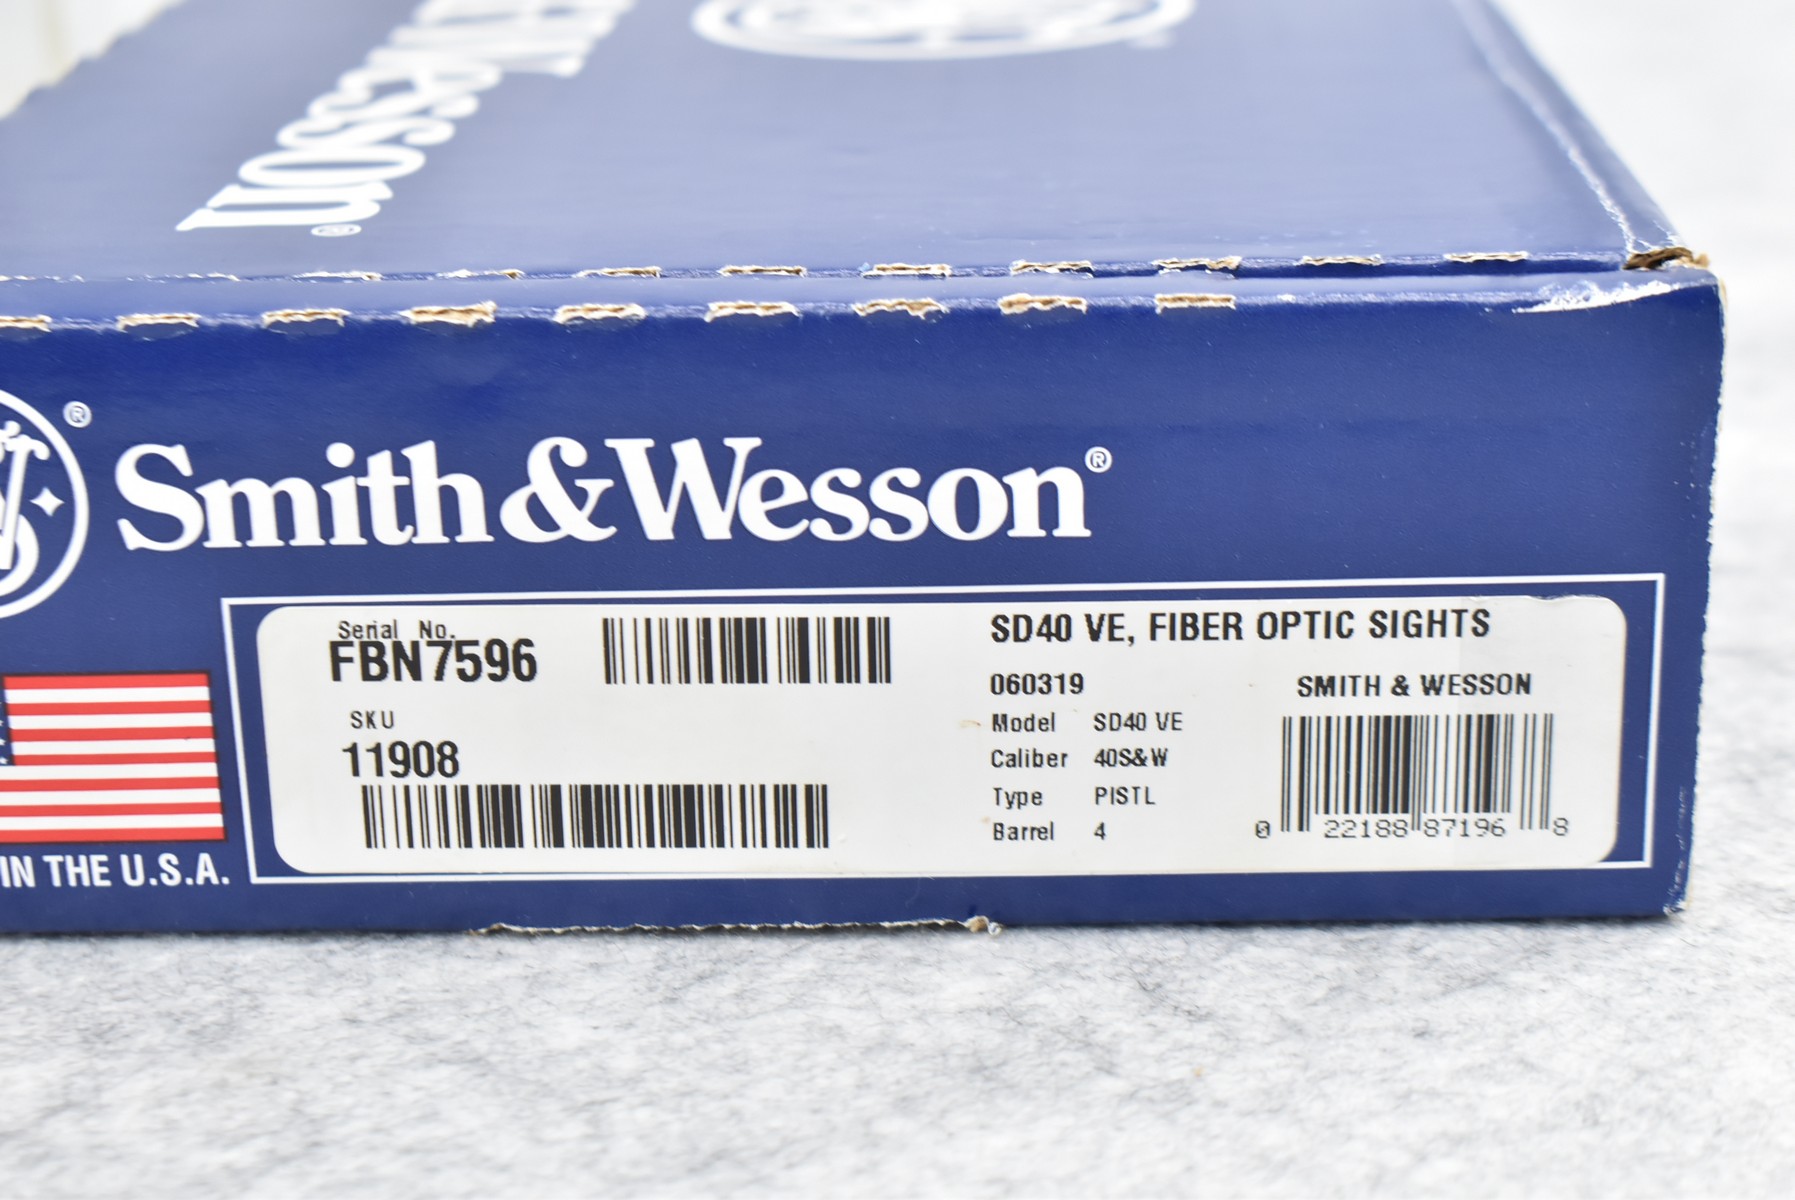 &Wesson®
® Smith & Wesson®
IN THE U.S.A.
Serial No.
FBN7596
SKU
11908
SD40 VE, FIBER OPTIC SIGHTS
060319
SMITH & WESSON
Model SD40 VE
Caliber 40S&W
Type PISTL
Barrel 4
0 22188 87196 8